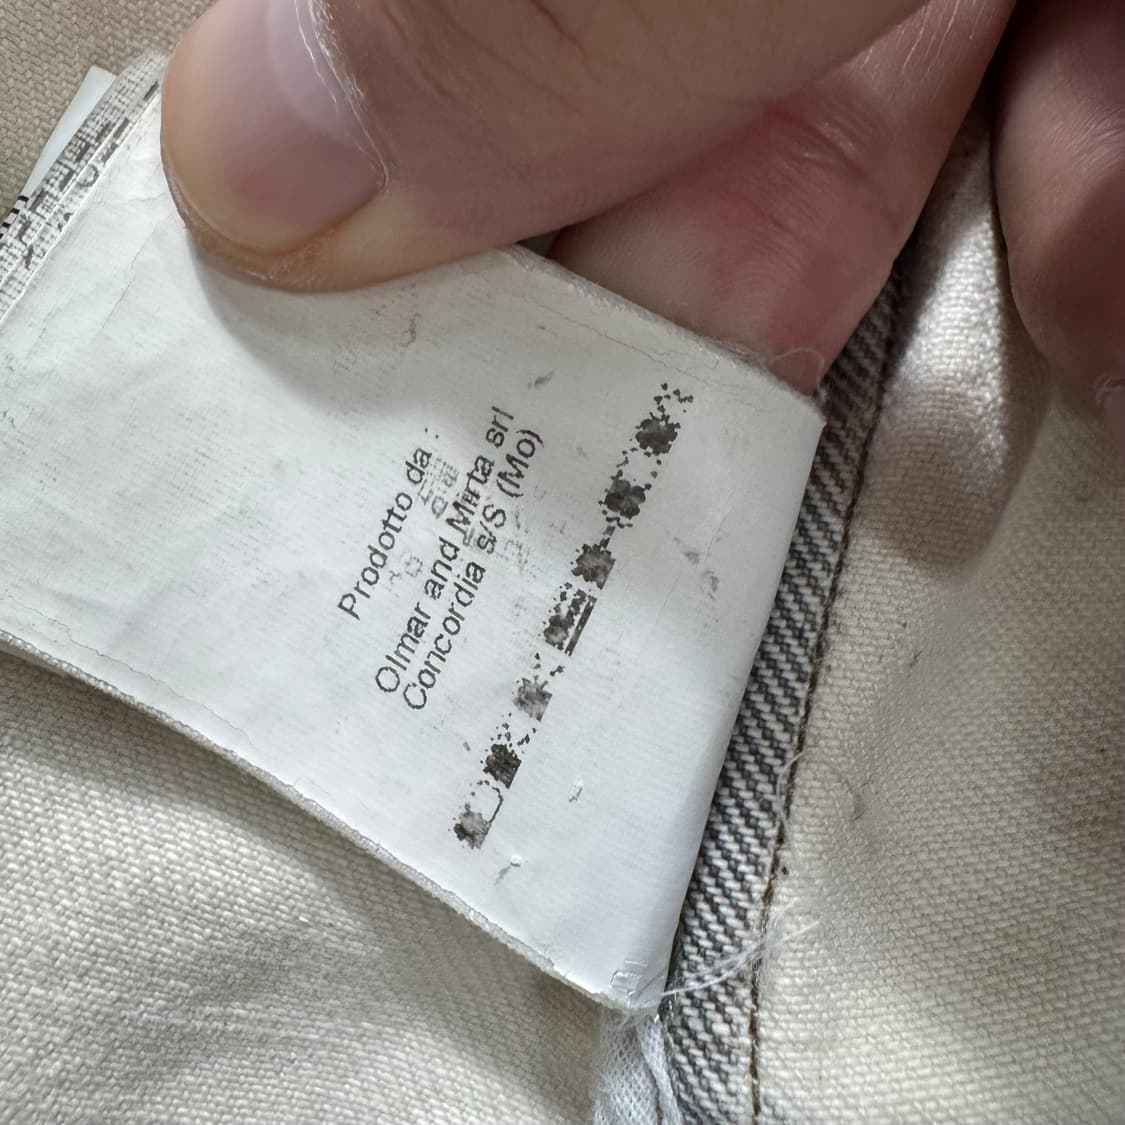 Prodotto da :
Olmar and Mirta srl
Concordia s/S (Mo)